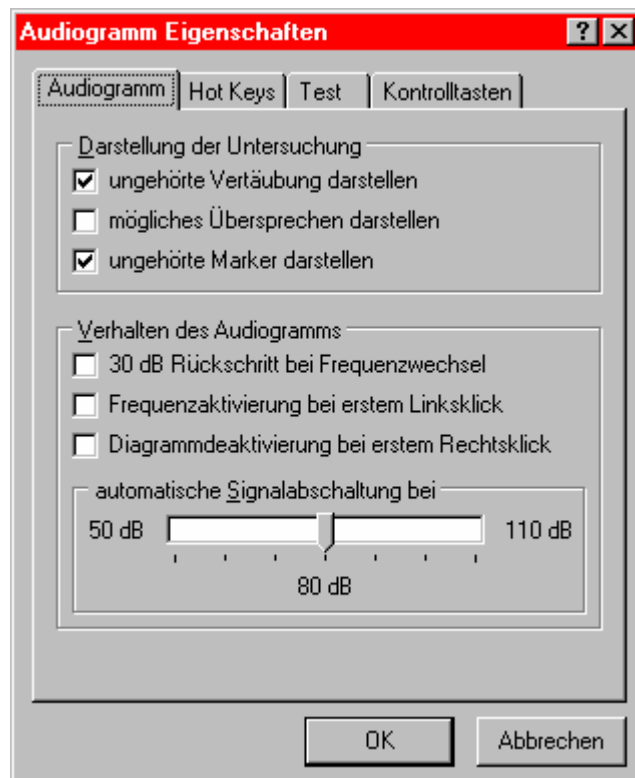 Audiogramm Eigenschaften
Audiogramm Hot Keys Test Kontrolltasten
Darstellung der Untersuchung
ungehörte Vertäubung darstellen
mögliches Übersprechen darstellen
ungehörte Marker darstellen
Verhalten des Audiogramms
30 dB Rückschritt bei Frequenzwechsel
Frequenzaktivierung bei erstem Linksklick
Diagrammdeaktivierung bei erstem Rechtsklick
automatische Signalabschaltung bei
50 dB 110 dB
80 dB
OK Abbrechen